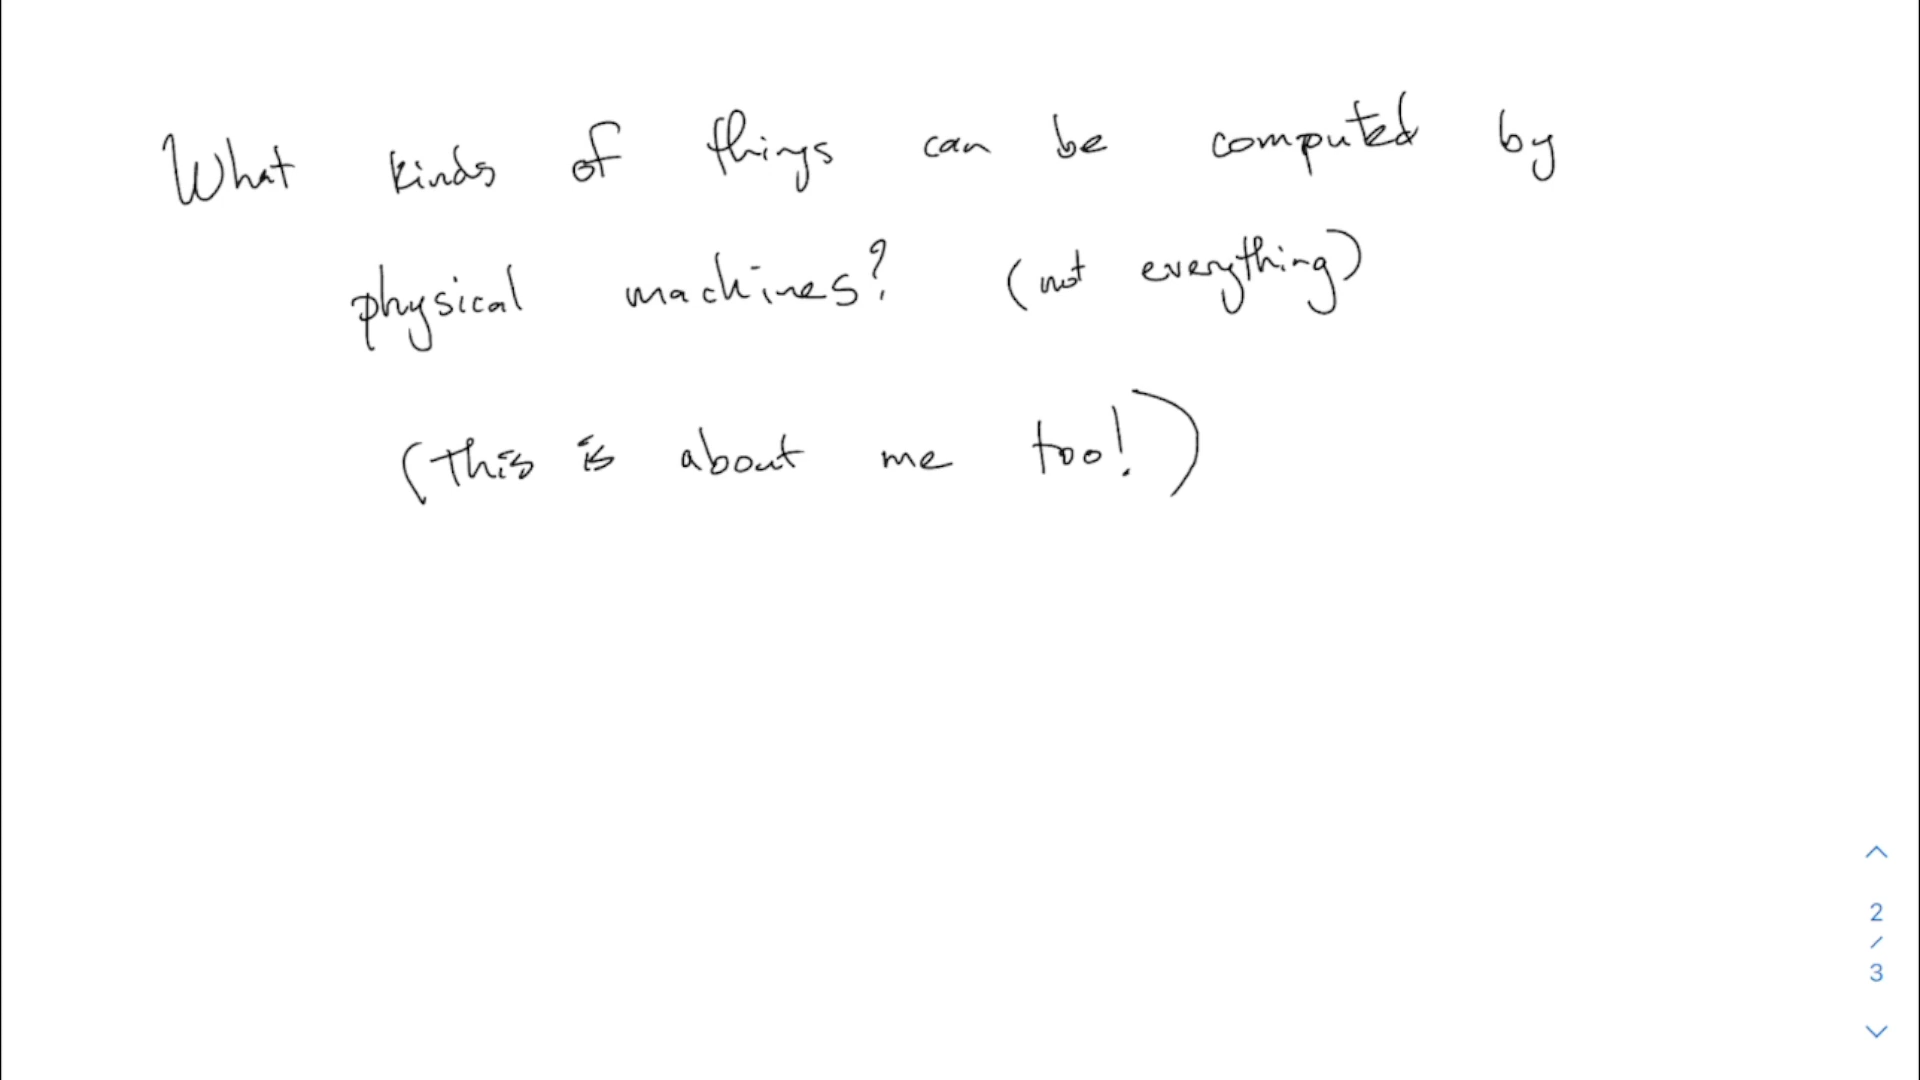 What kinds of things can be computed by
physical machines? (not everything)
(This is about me too!)
2
/
3